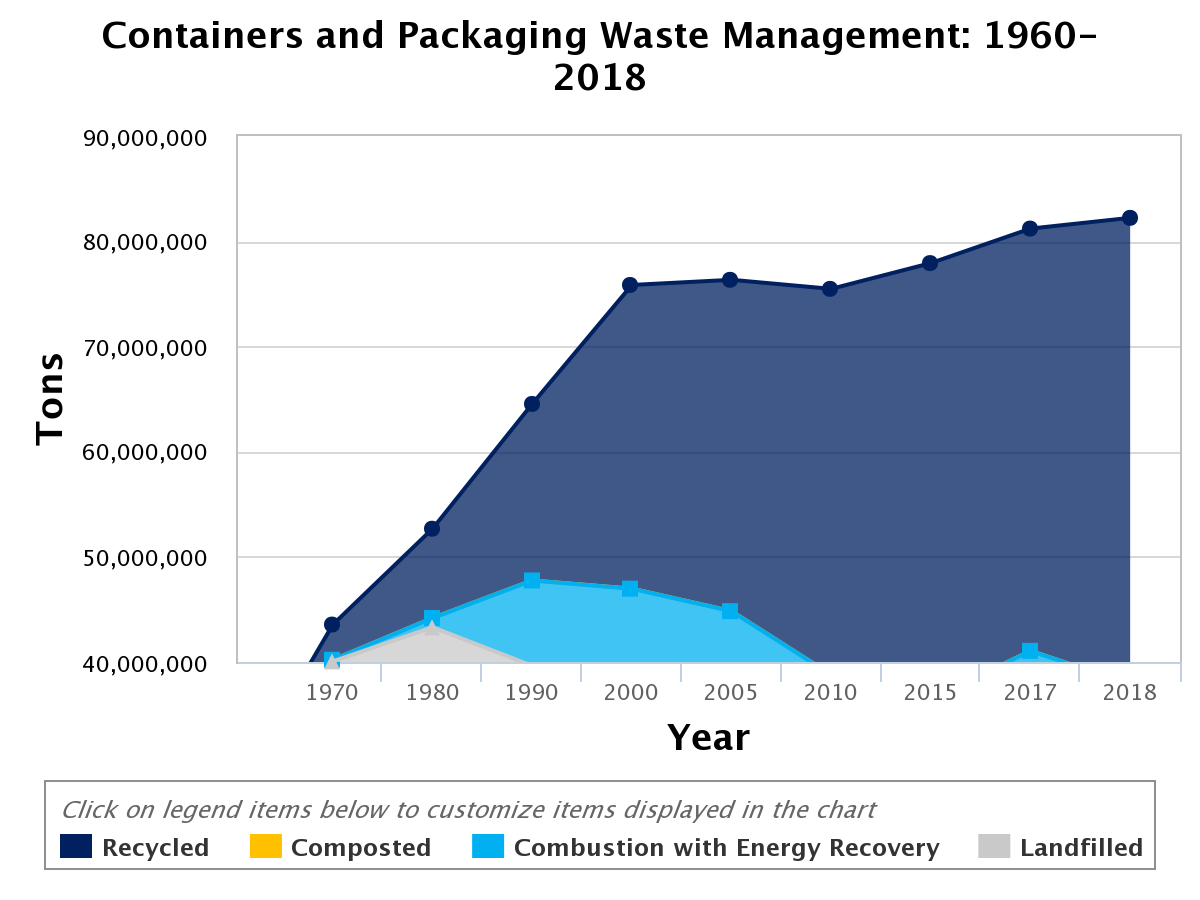 Containers and Packaging Waste Management: 1960–
2018
90,000,000
80,000,000
70,000,000
60,000,000
50,000,000
40,000,000
Tons
1970 1980 1990 2000 2005 2010 2015 2017 2018
Year
Click on legend items below to customize items displayed in the chart
Recycled Composted Combustion with Energy Recovery Landfilled